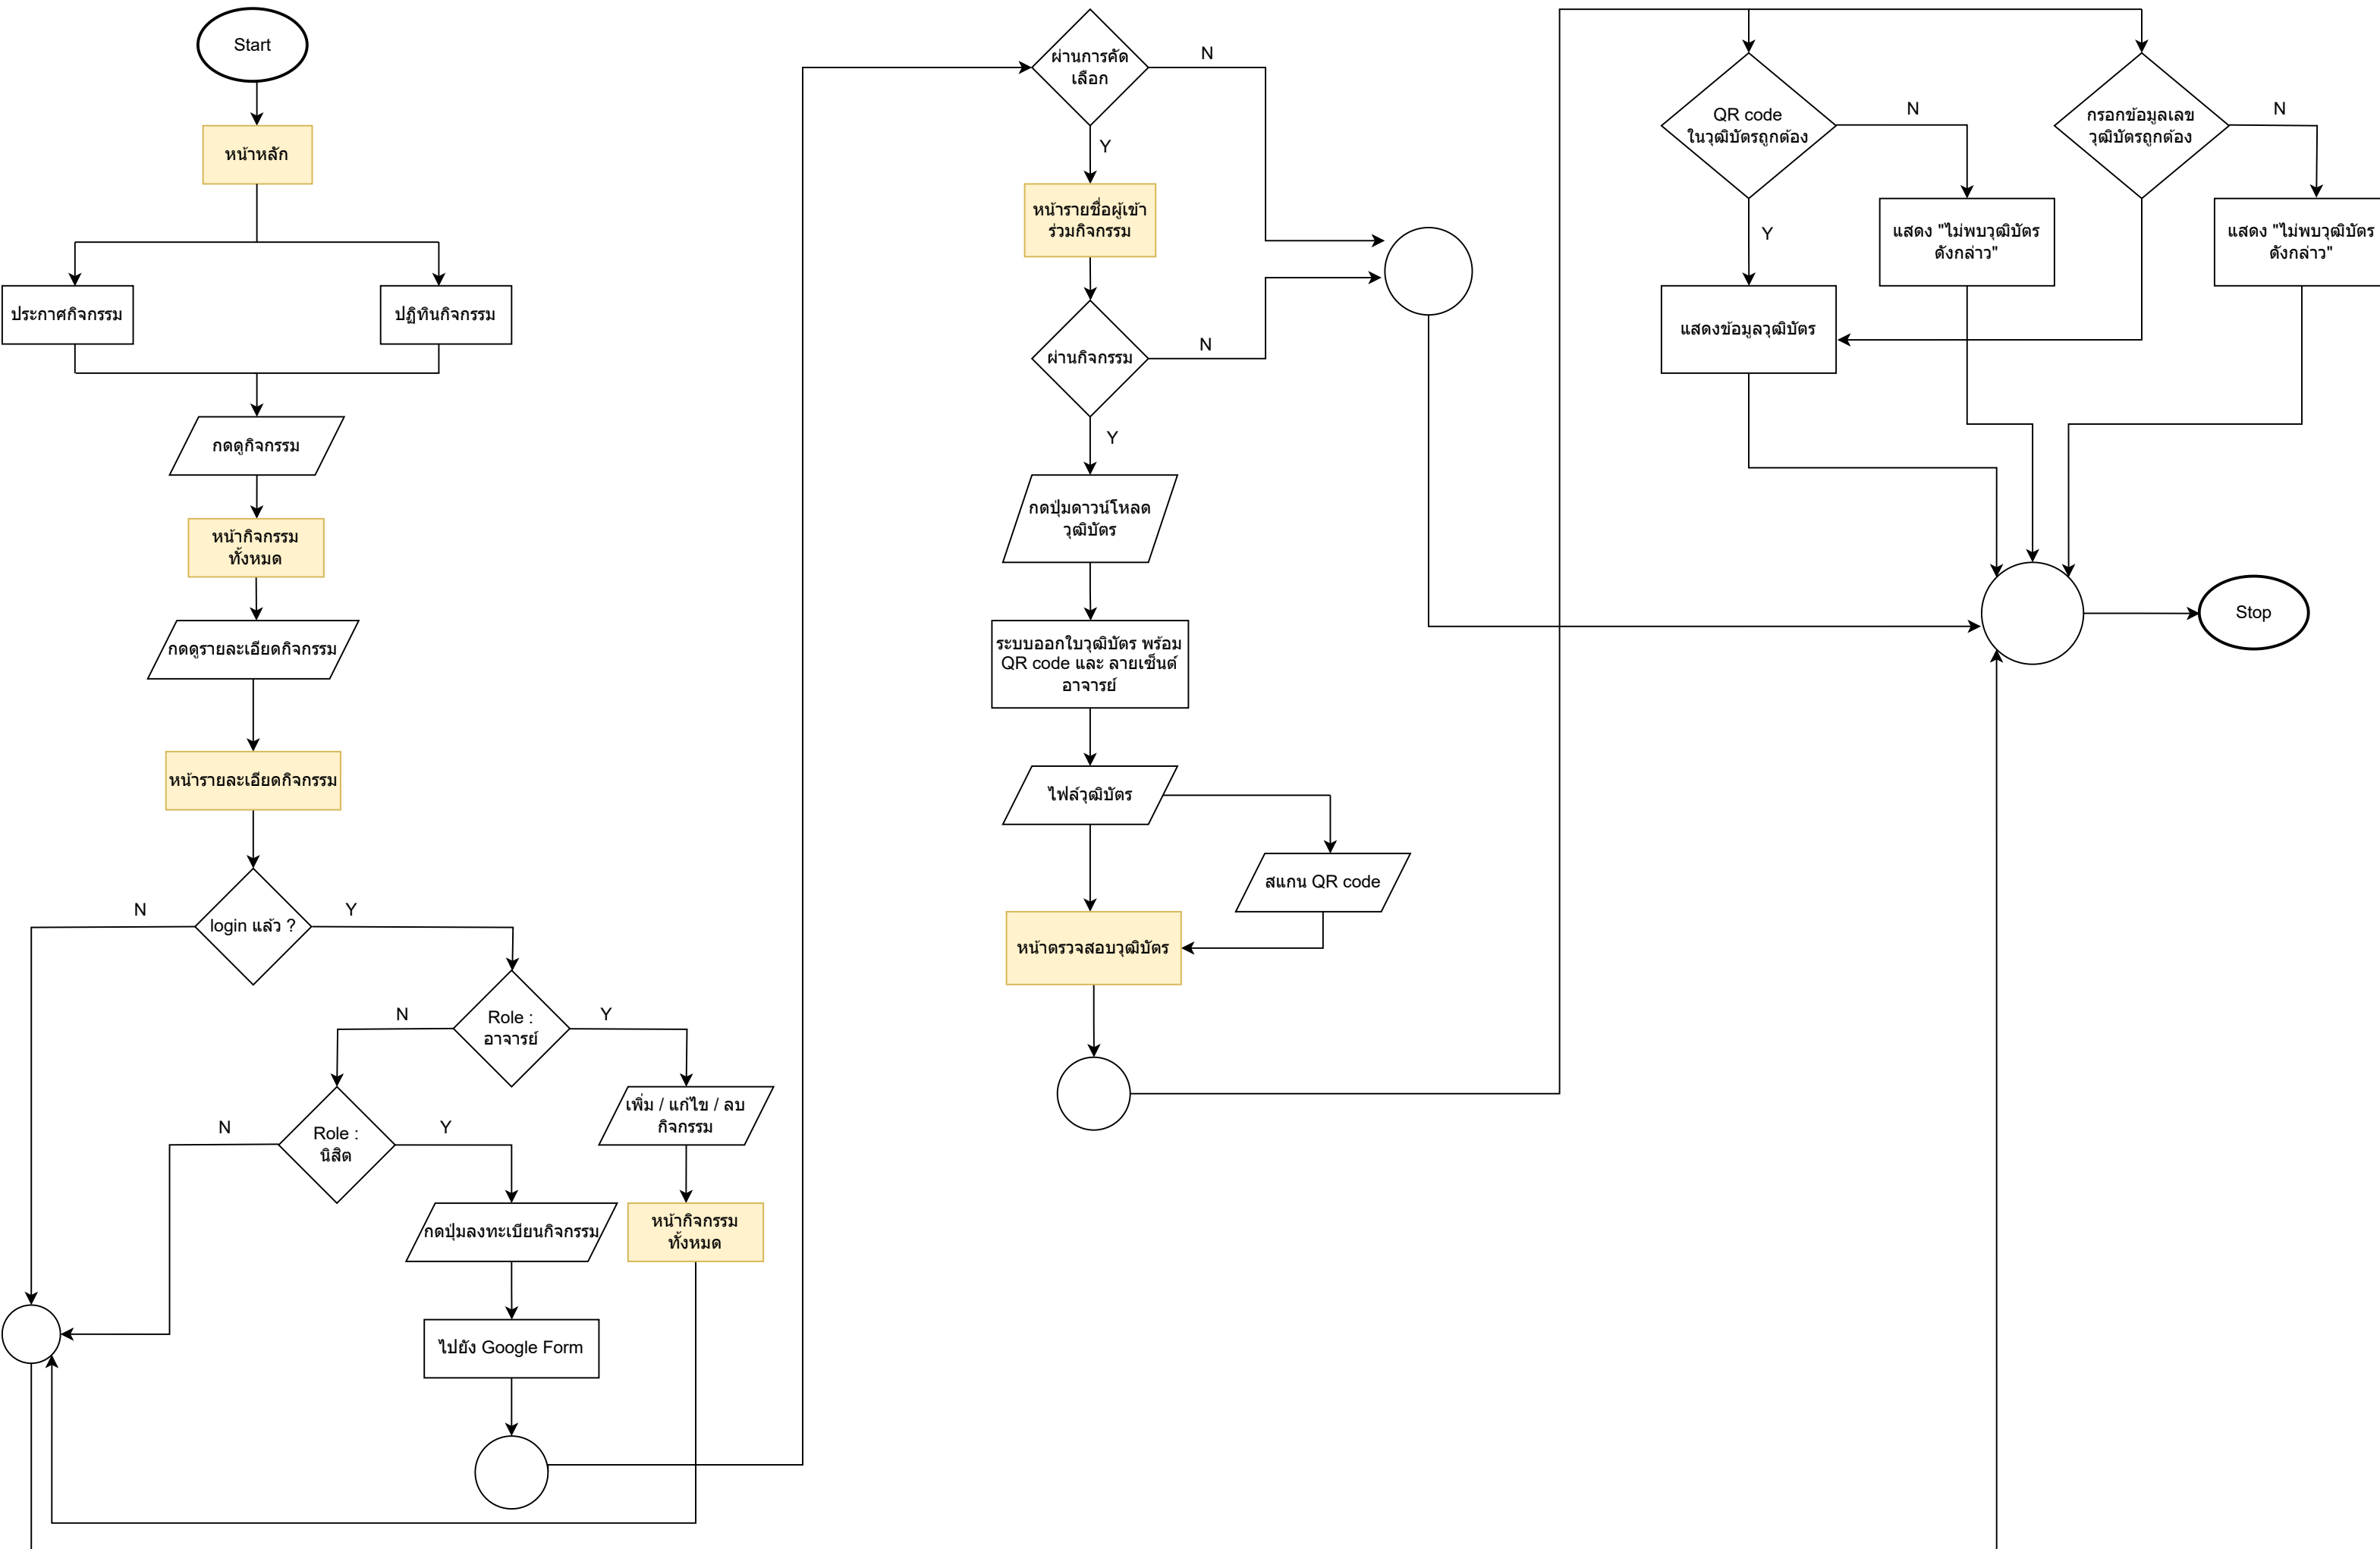 Start
หน้าหลัก
ประกาศกิจกรรม
ปฏิทินกิจกรรม
กดดูกิจกรรม
หน้ากิจกรรม
ทั้งหมด
กดดูรายละเอียดกิจกรรม
หน้ารายละเอียดกิจกรรม
login แล้ว ?
N
Y
Role :
อาจารย์
N
Y
Role :
นิสิต
N
Y
เพิ่ม / แก้ไข / ลบ
กิจกรรม
กดปุ่มลงทะเบียนกิจกรรม
หน้ากิจกรรม
ทั้งหมด
ไปยัง Google Form
ผ่านการคัด
เลือก
N
Y
หน้ารายชื่อผู้เข้า
ร่วมกิจกรรม
ผ่านกิจกรรม
N
Y
กดปุ่มดาวน์โหลด
วุฒิบัตร
ระบบออกใบวุฒิบัตร พร้อม
QR code และ ลายเซ็นต์
อาจารย์
ไฟล์วุฒิบัตร
สแกน QR code
หน้าตรวจสอบวุฒิบัตร
QR code
ในวุฒิบัตรถูกต้อง
N
Y
แสดง "ไม่พบวุฒิบัตร
ดังกล่าว"
แสดงข้อมูลวุฒิบัตร
กรอกข้อมูลเลข
วุฒิบัตรถูกต้อง
N
แสดง "ไม่พบวุฒิบัตร
ดังกล่าว"
Stop